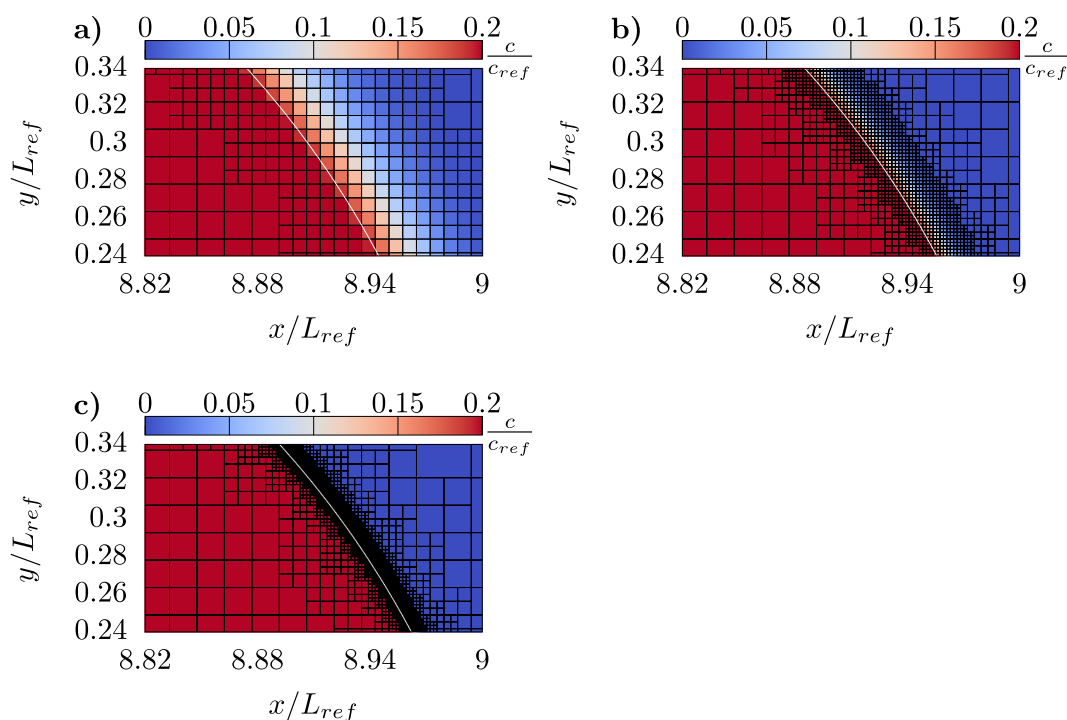 a) 0 0.05 0.1 0.15 0.2
c/c_ref
0.34
0.32
0.3
0.28
0.26
0.24
y/L_ref
8.82 8.88 8.94 9
x/L_ref
b) 0 0.05 0.1 0.15 0.2
c/c_ref
0.34
0.32
0.3
0.28
0.26
0.24
y/L_ref
8.82 8.88 8.94 9
x/L_ref
c) 0 0.05 0.1 0.15 0.2
c/c_ref
0.34
0.32
0.3
0.28
0.26
0.24
y/L_ref
8.82 8.88 8.94 9
x/L_ref